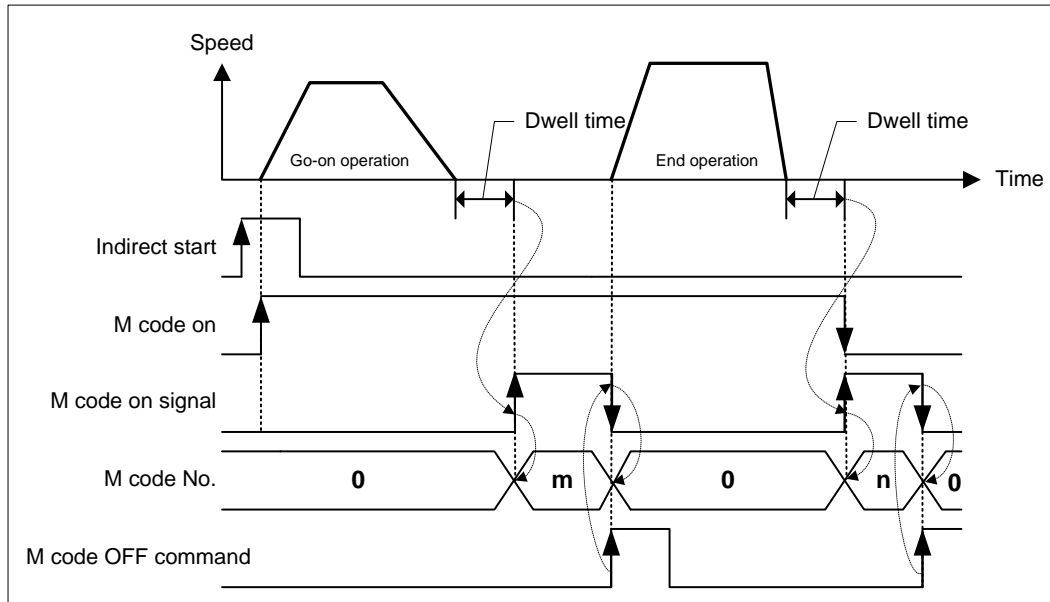 Speed
Dwell time
Dwell time
Go-on operation
End operation
Time
Indirect start
M code on
M code on signal
M code No.
0
m
0
n
0
M code OFF command